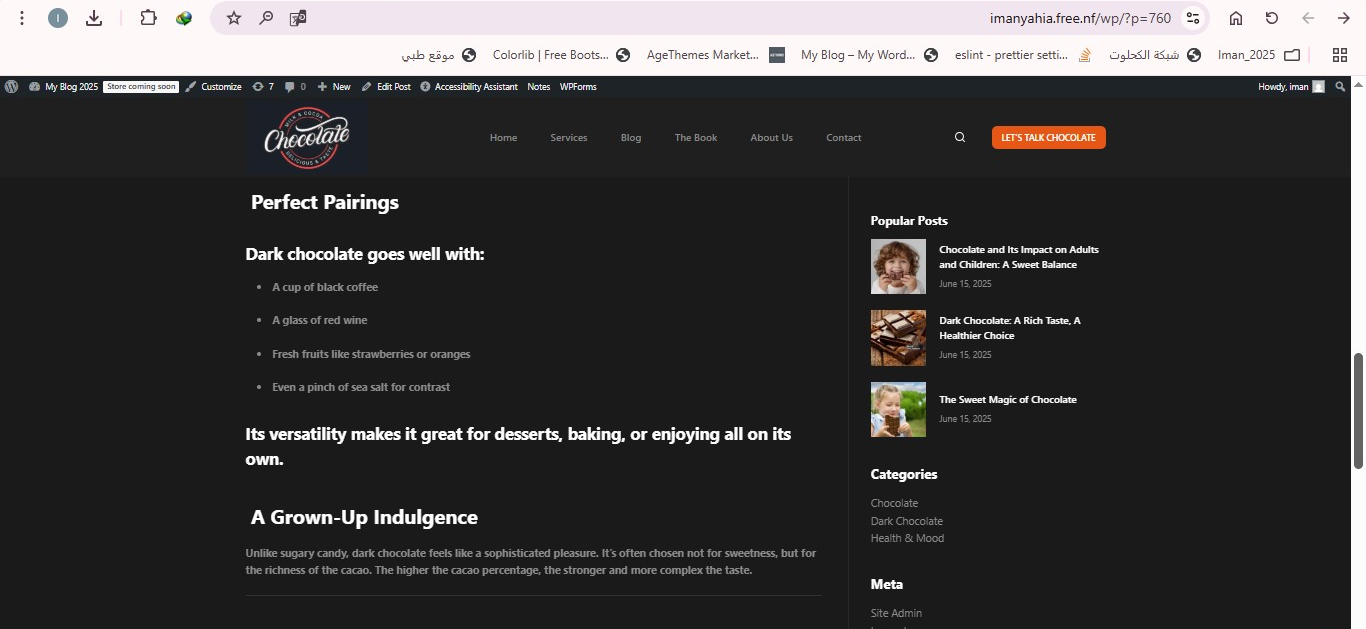 imanyahia.free.nf/wp/?p=760
موقع طبي
Colorlib | Free Boots...
AgeThemes Market...
My Blog – My Word...
eslint - prettier setti...
شبكة الكحلوت
Iman_2025
My Blog 2025
Store coming soon
Customize
7
0
New
Edit Post
Accessibility Assistant
Notes
WPForms
Howdy, iman
MILK & COCOA
Chocolate
DELICIOUS & TASTE
Home
Services
Blog
The Book
About Us
Contact
LET'S TALK CHOCOLATE
Perfect Pairings
Dark chocolate goes well with:
• A cup of black coffee
• A glass of red wine
• Fresh fruits like strawberries or oranges
• Even a pinch of sea salt for contrast
Its versatility makes it great for desserts, baking, or enjoying all on its
own.
A Grown-Up Indulgence
Unlike sugary candy, dark chocolate feels like a sophisticated pleasure. It's often chosen not for sweetness, but for
the richness of the cacao. The higher the cacao percentage, the stronger and more complex the taste.
Popular Posts
Chocolate and Its Impact on Adults
and Children: A Sweet Balance
June 15, 2025
Dark Chocolate: A Rich Taste, A
Healthier Choice
June 15, 2025
The Sweet Magic of Chocolate
June 15, 2025
Categories
Chocolate
Dark Chocolate
Health & Mood
Meta
Site Admin